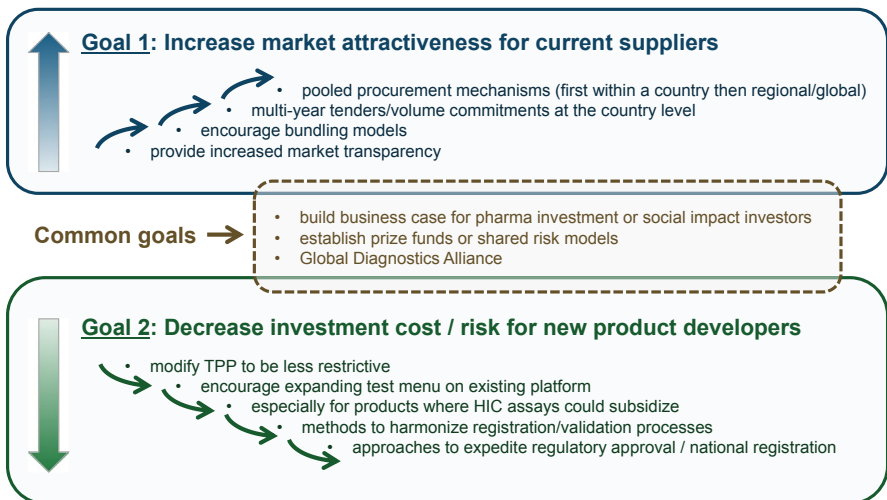 Goal 1: Increase market attractiveness for current suppliers
• pooled procurement mechanisms (first within a country then regional/global)
• multi-year tenders/volume commitments at the country level
• encourage bundling models
• provide increased market transparency
Common goals
• build business case for pharma investment or social impact investors
• establish prize funds or shared risk models
• Global Diagnostics Alliance
Goal 2: Decrease investment cost / risk for new product developers
• modify TPP to be less restrictive
• encourage expanding test menu on existing platform
• especially for products where HIC assays could subsidize
• methods to harmonize registration/validation processes
• approaches to expedite regulatory approval / national registration